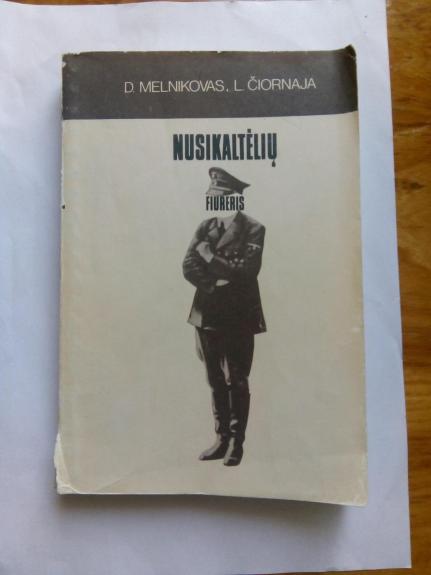 D. MELNIKOVAS, L. ČIORNAJA
NUSIKALTĖLIŲ
FIURERIS